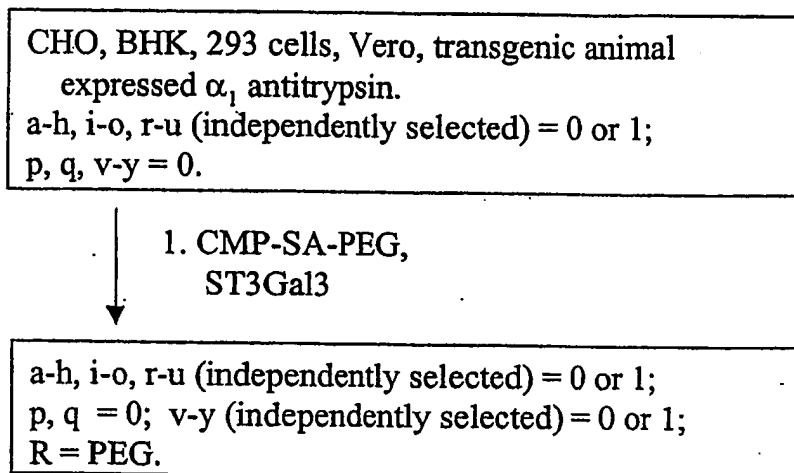 CHO, BHK, 293 cells, Vero, transgenic animal
expressed α₁ antitrypsin.
a-h, i-o, r-u (independently selected) = 0 or 1;
p, q, v-y = 0.
1. CMP-SA-PEG,
ST3Gal3
a-h, i-o, r-u (independently selected) = 0 or 1;
p, q = 0; v-y (independently selected) = 0 or 1;
R = PEG.